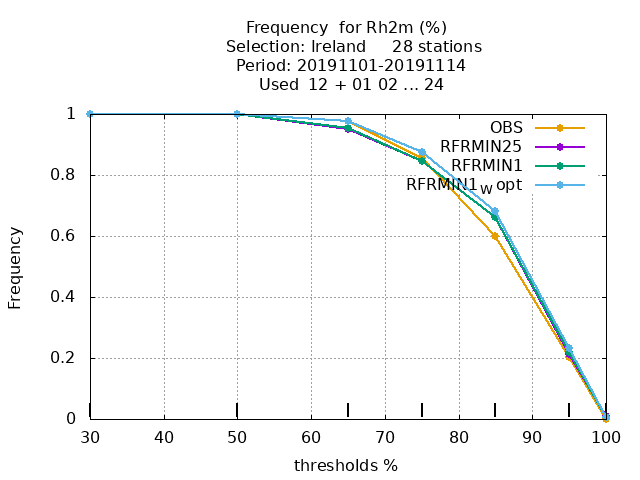 Frequency  for Rh2m (%)
Selection: Ireland     28 stations
Period: 20191101-20191114
Used  12 + 01 02 ... 24
OBS
RFRMIN25
RFRMIN1
RFRMIN1w opt
1
0.8
0.6
0.4
0.2
0
Frequency
30 40 50 60 70 80 90 100
thresholds %